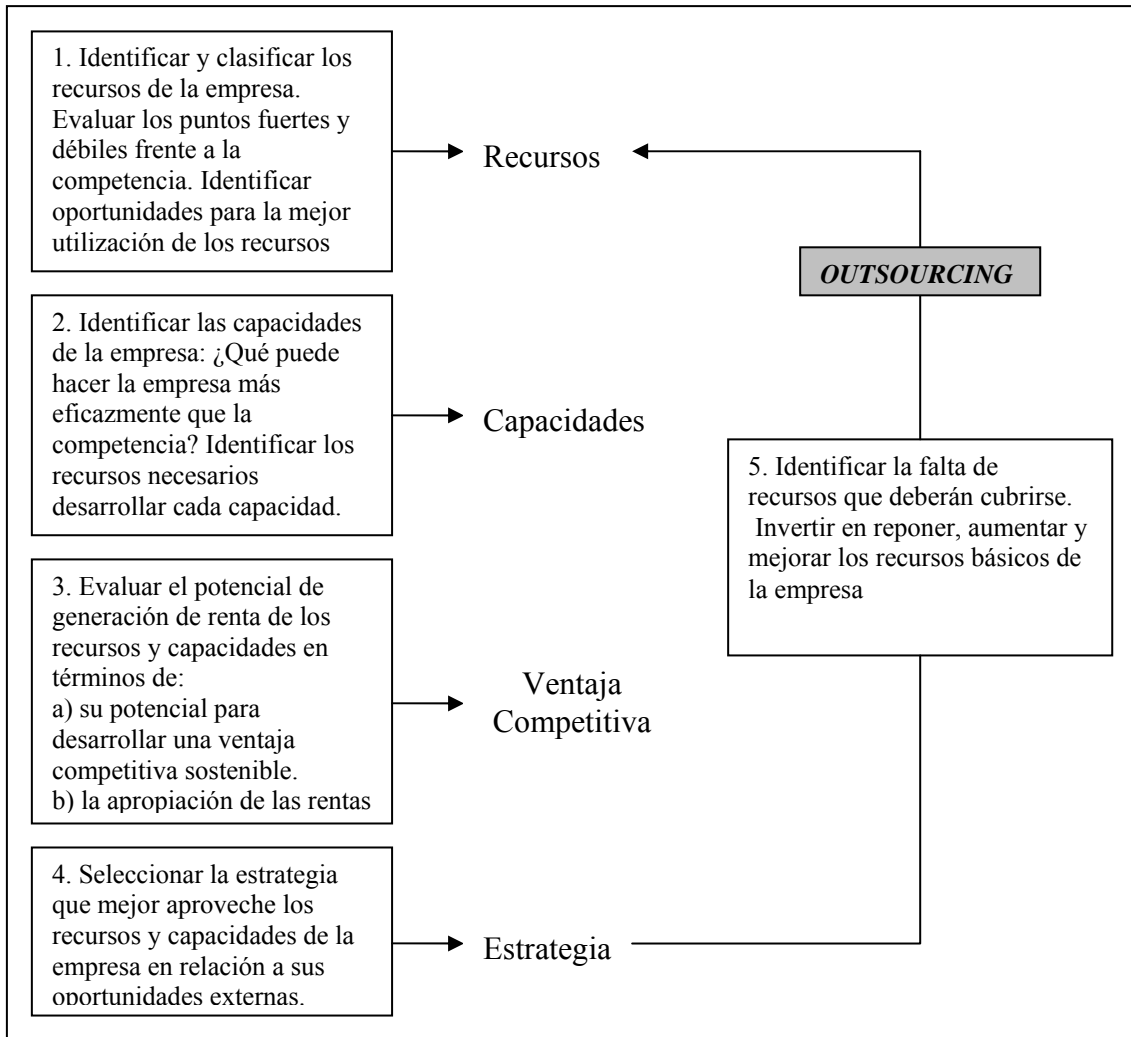 1. Identificar y clasificar los
recursos de la empresa.
Evaluar los puntos fuertes y
débiles frente a la
competencia. Identificar
oportunidades para la mejor
utilización de los recursos
Recursos
OUTSOURCING
2. Identificar las capacidades
de la empresa: ¿Qué puede
hacer la empresa más
eficazmente que la
competencia? Identificar los
recursos necesarios
desarrollar cada capacidad.
Capacidades
5. Identificar la falta de
recursos que deberán cubrirse.
Invertir en reponer, aumentar y
mejorar los recursos básicos de
la empresa
3. Evaluar el potencial de
generación de renta de los
recursos y capacidades en
términos de:
a) su potencial para
desarrollar una ventaja
competitiva sostenible.
b) la apropiación de las rentas
Ventaja
Competitiva
4. Seleccionar la estrategia
que mejor aproveche los
recursos y capacidades de la
empresa en relación a sus
oportunidades externas.
Estrategia